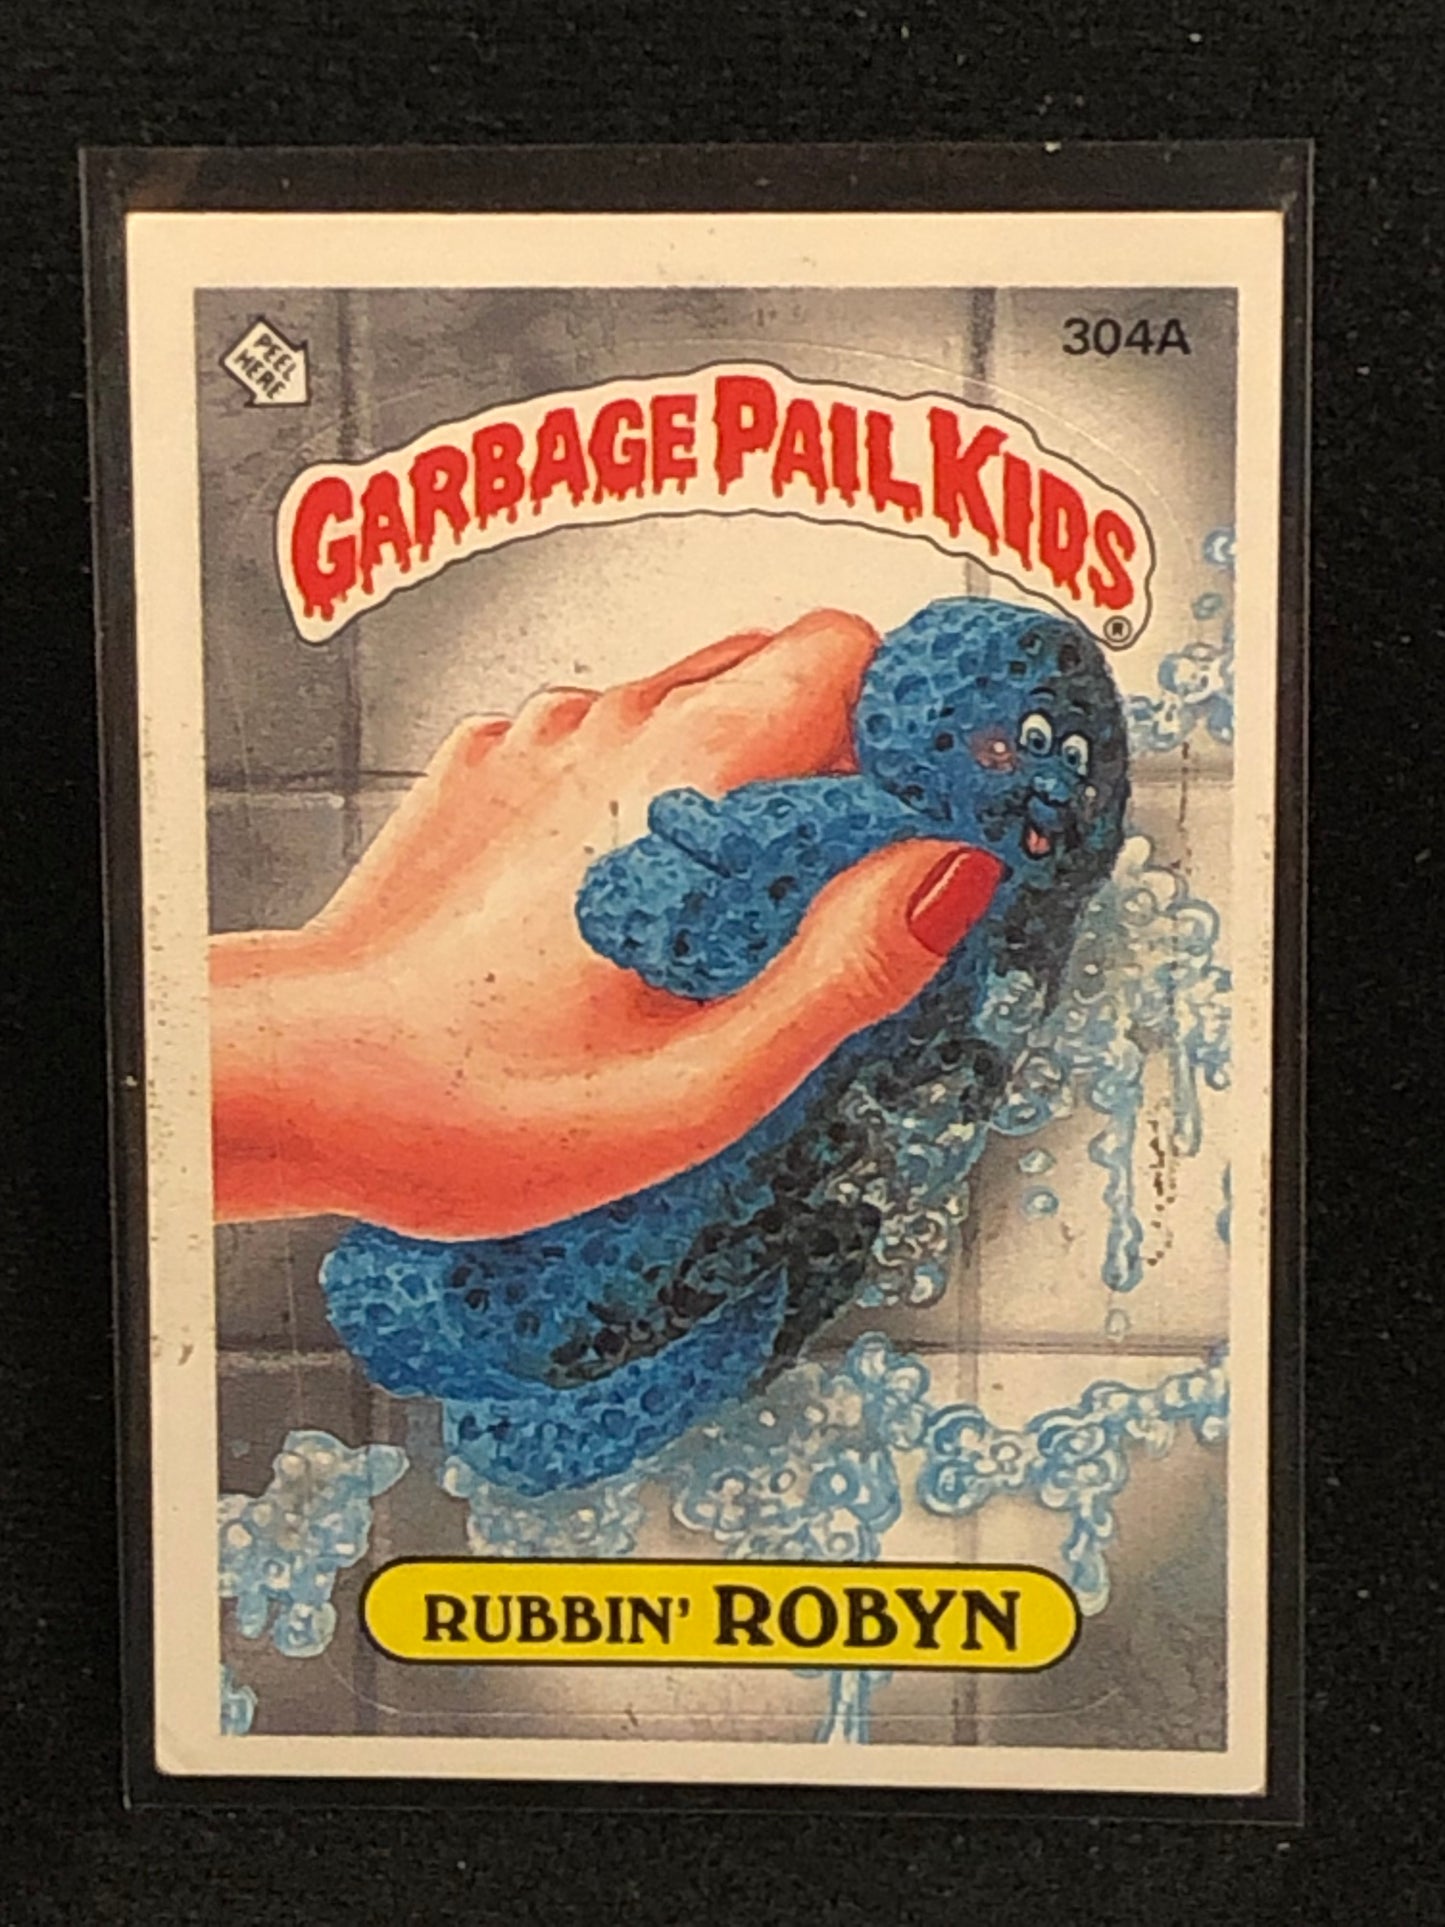 PEEL
HERE
304A
GARBAGE PAIL KIDS
®
RUBBIN' ROBYN